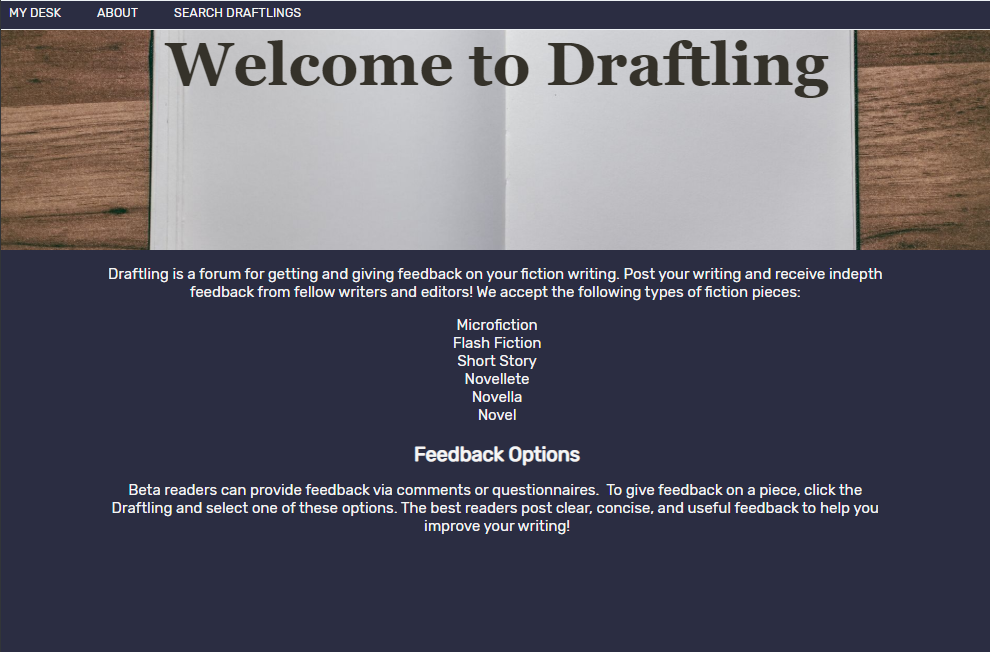 MY DESK ABOUT SEARCH DRAFTLINGS
Welcome to Draftling
Draftling is a forum for getting and giving feedback on your fiction writing. Post your writing and receive indepth
feedback from fellow writers and editors! We accept the following types of fiction pieces:
Microfiction
Flash Fiction
Short Story
Novellete
Novella
Novel
Feedback Options
Beta readers can provide feedback via comments or questionnaires.  To give feedback on a piece, click the
Draftling and select one of these options. The best readers post clear, concise, and useful feedback to help you
improve your writing!